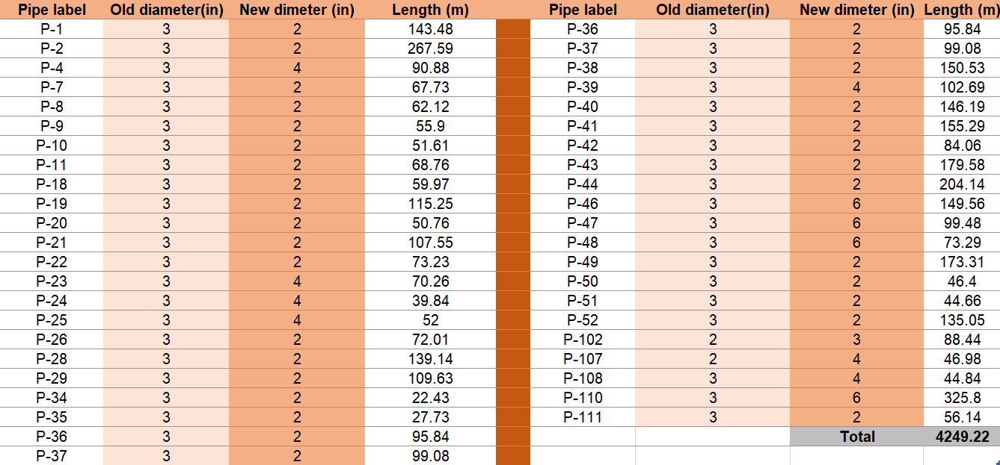 Pipe label Old diameter(in) New dimeter (in) Length (m) Pipe label Old diameter(in) New dimeter (in) Length (m)
P-1 3 2 143.48 P-36 3 2 95.84
P-2 3 2 267.59 P-37 3 2 99.08
P-4 3 4 90.88 P-38 3 2 150.53
P-7 3 2 67.73 P-39 3 4 102.69
P-8 3 2 62.12 P-40 3 2 146.19
P-9 3 2 55.9 P-41 3 2 155.29
P-10 3 2 51.61 P-42 3 2 84.06
P-11 3 2 68.76 P-43 3 2 179.58
P-18 3 2 59.97 P-44 3 2 204.14
P-19 3 2 115.25 P-46 3 6 149.56
P-20 3 2 50.76 P-47 3 6 99.48
P-21 3 2 107.55 P-48 3 6 73.29
P-22 3 2 73.23 P-49 3 2 173.31
P-23 3 4 70.26 P-50 3 2 46.4
P-24 3 4 39.84 P-51 3 2 44.66
P-25 3 4 52 P-52 3 2 135.05
P-26 3 2 72.01 P-102 2 3 88.44
P-28 3 2 139.14 P-107 2 4 46.98
P-29 3 2 109.63 P-108 3 4 44.84
P-34 3 2 22.43 P-110 3 6 325.8
P-35 3 2 27.73 P-111 3 2 56.14
P-36 3 2 95.84 Total 4249.22
P-37 3 2 99.08